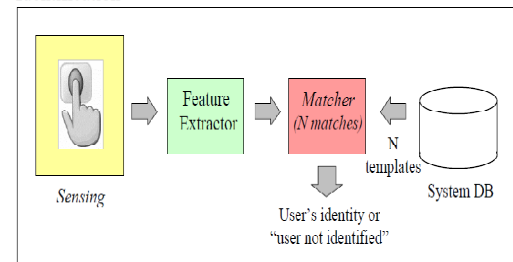 Sensing
Feature
Extractor
Matcher
(N matches)
N
templates
System DB
User's identity or
"user not identified"